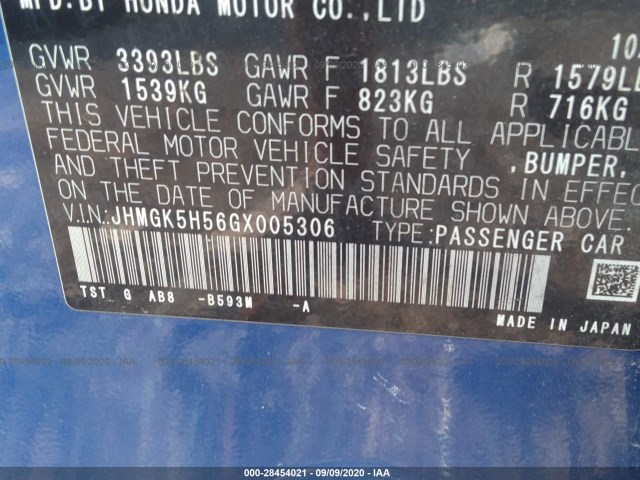 MFD.BY HONDA MOTOR CO.,LTD
GVWR 3393LBS GAWR F 1813LBS R 1579LB
GVWR 1539KG GAWR F 823KG R 716KG
THIS VEHICLE CONFORMS TO ALL APPLICABLE
FEDERAL MOTOR VEHICLE SAFETY ,BUMPER,
AND THEFT PREVENTION STANDARDS IN EFFEC
ON THE DATE OF MANUFACTURE SHOWN ABOVE.
V.I.N.:JHMGK5H56GX005306 TYPE:PASSENGER CAR
TST G AB8 -B593M -A
MADE IN JAPAN
000-28454021 - 09/09/2020 - IAA